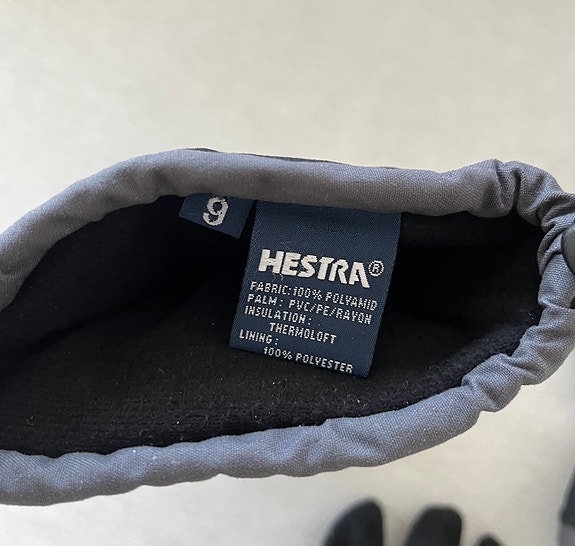 9
HESTRA®
FABRIC:100% POLYAMID
PALM: PVC/PE/RAYON
INSULATION:
THERMOLOFT
LINING:
100% POLYESTER